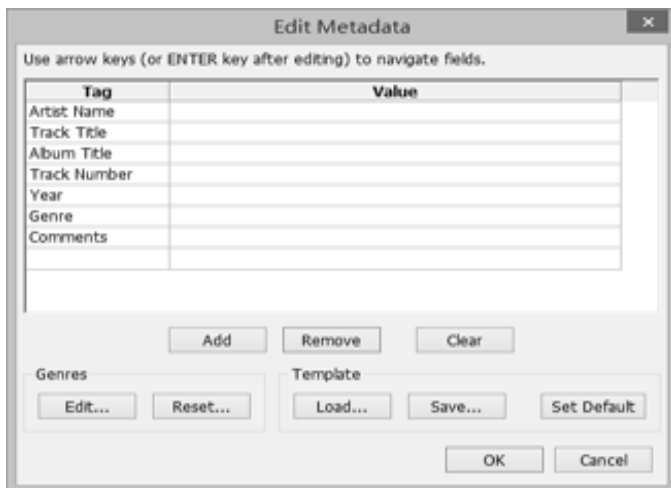 Edit Metadata
Use arrow keys (or ENTER key after editing) to navigate fields.
Tag Value
Artist Name
Track Title
Album Title
Track Number
Year
Genre
Comments
Add Remove Clear
Genres Template
Edit... Reset... Load... Save... Set Default
OK Cancel